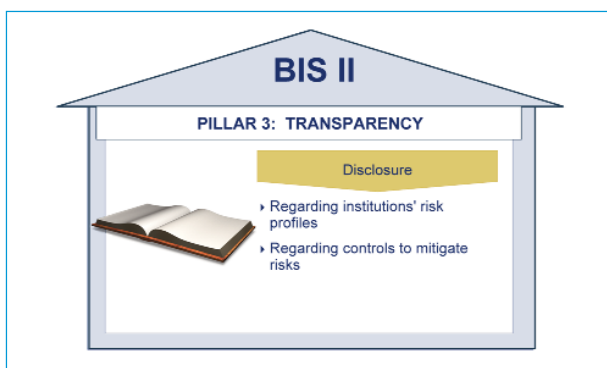 BIS II
PILLAR 3: TRANSPARENCY
Disclosure
Regarding institutions' risk
profiles
Regarding controls to mitigate
risks